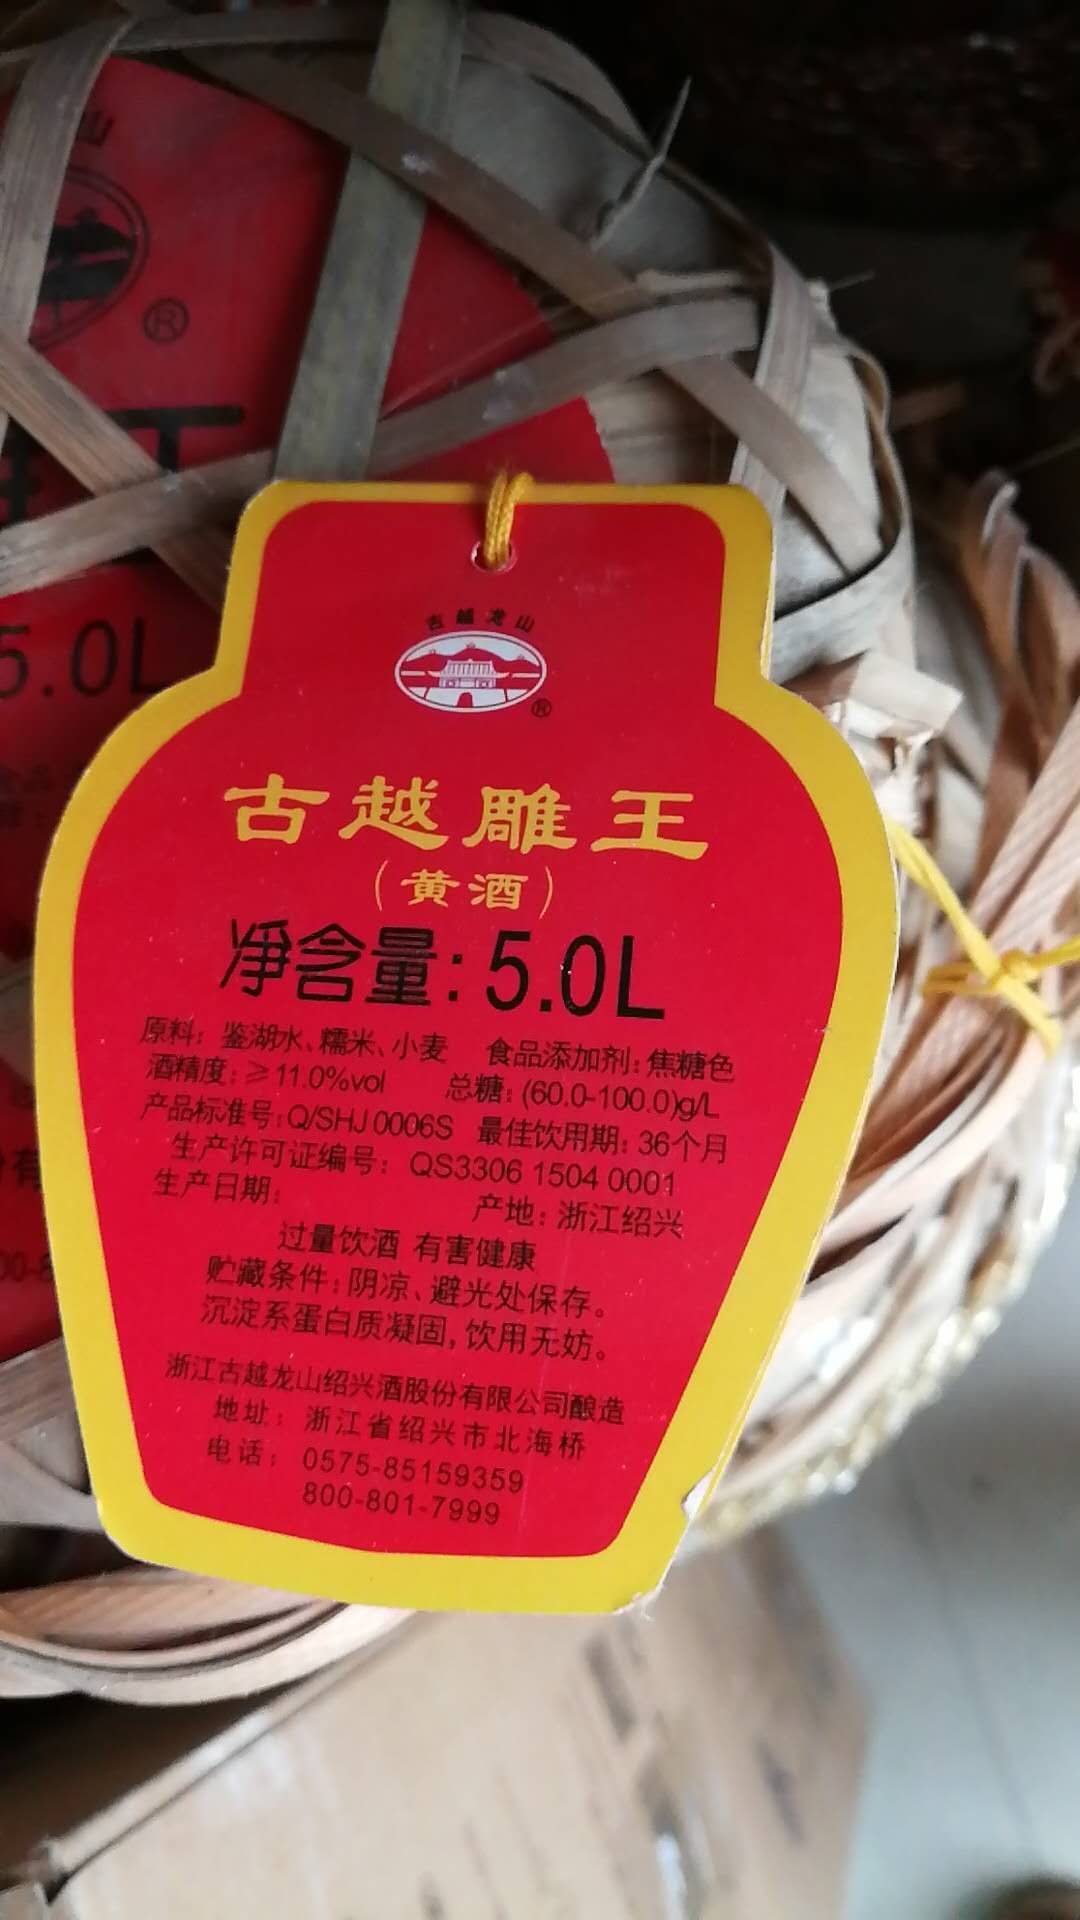 山
®
5.0L
古越龙山
®
古越雕王
（黄酒）
净含量: 5.0L
原料: 鉴湖水、糯米、小麦 食品添加剂: 焦糖色
酒精度: ≥11.0%vol 总糖: (60.0-100.0)g/L
产品标准号: Q/SHJ 0006S 最佳饮用期: 36个月
生产许可证编号: QS3306 1504 0001
生产日期: 产地: 浙江绍兴
过量饮酒 有害健康
贮藏条件: 阴凉、避光处保存。
沉淀系蛋白质凝固, 饮用无妨。
浙江古越龙山绍兴酒股份有限公司酿造
地址: 浙江省绍兴市北海桥
电话: 0575-85159359
800-801-7999